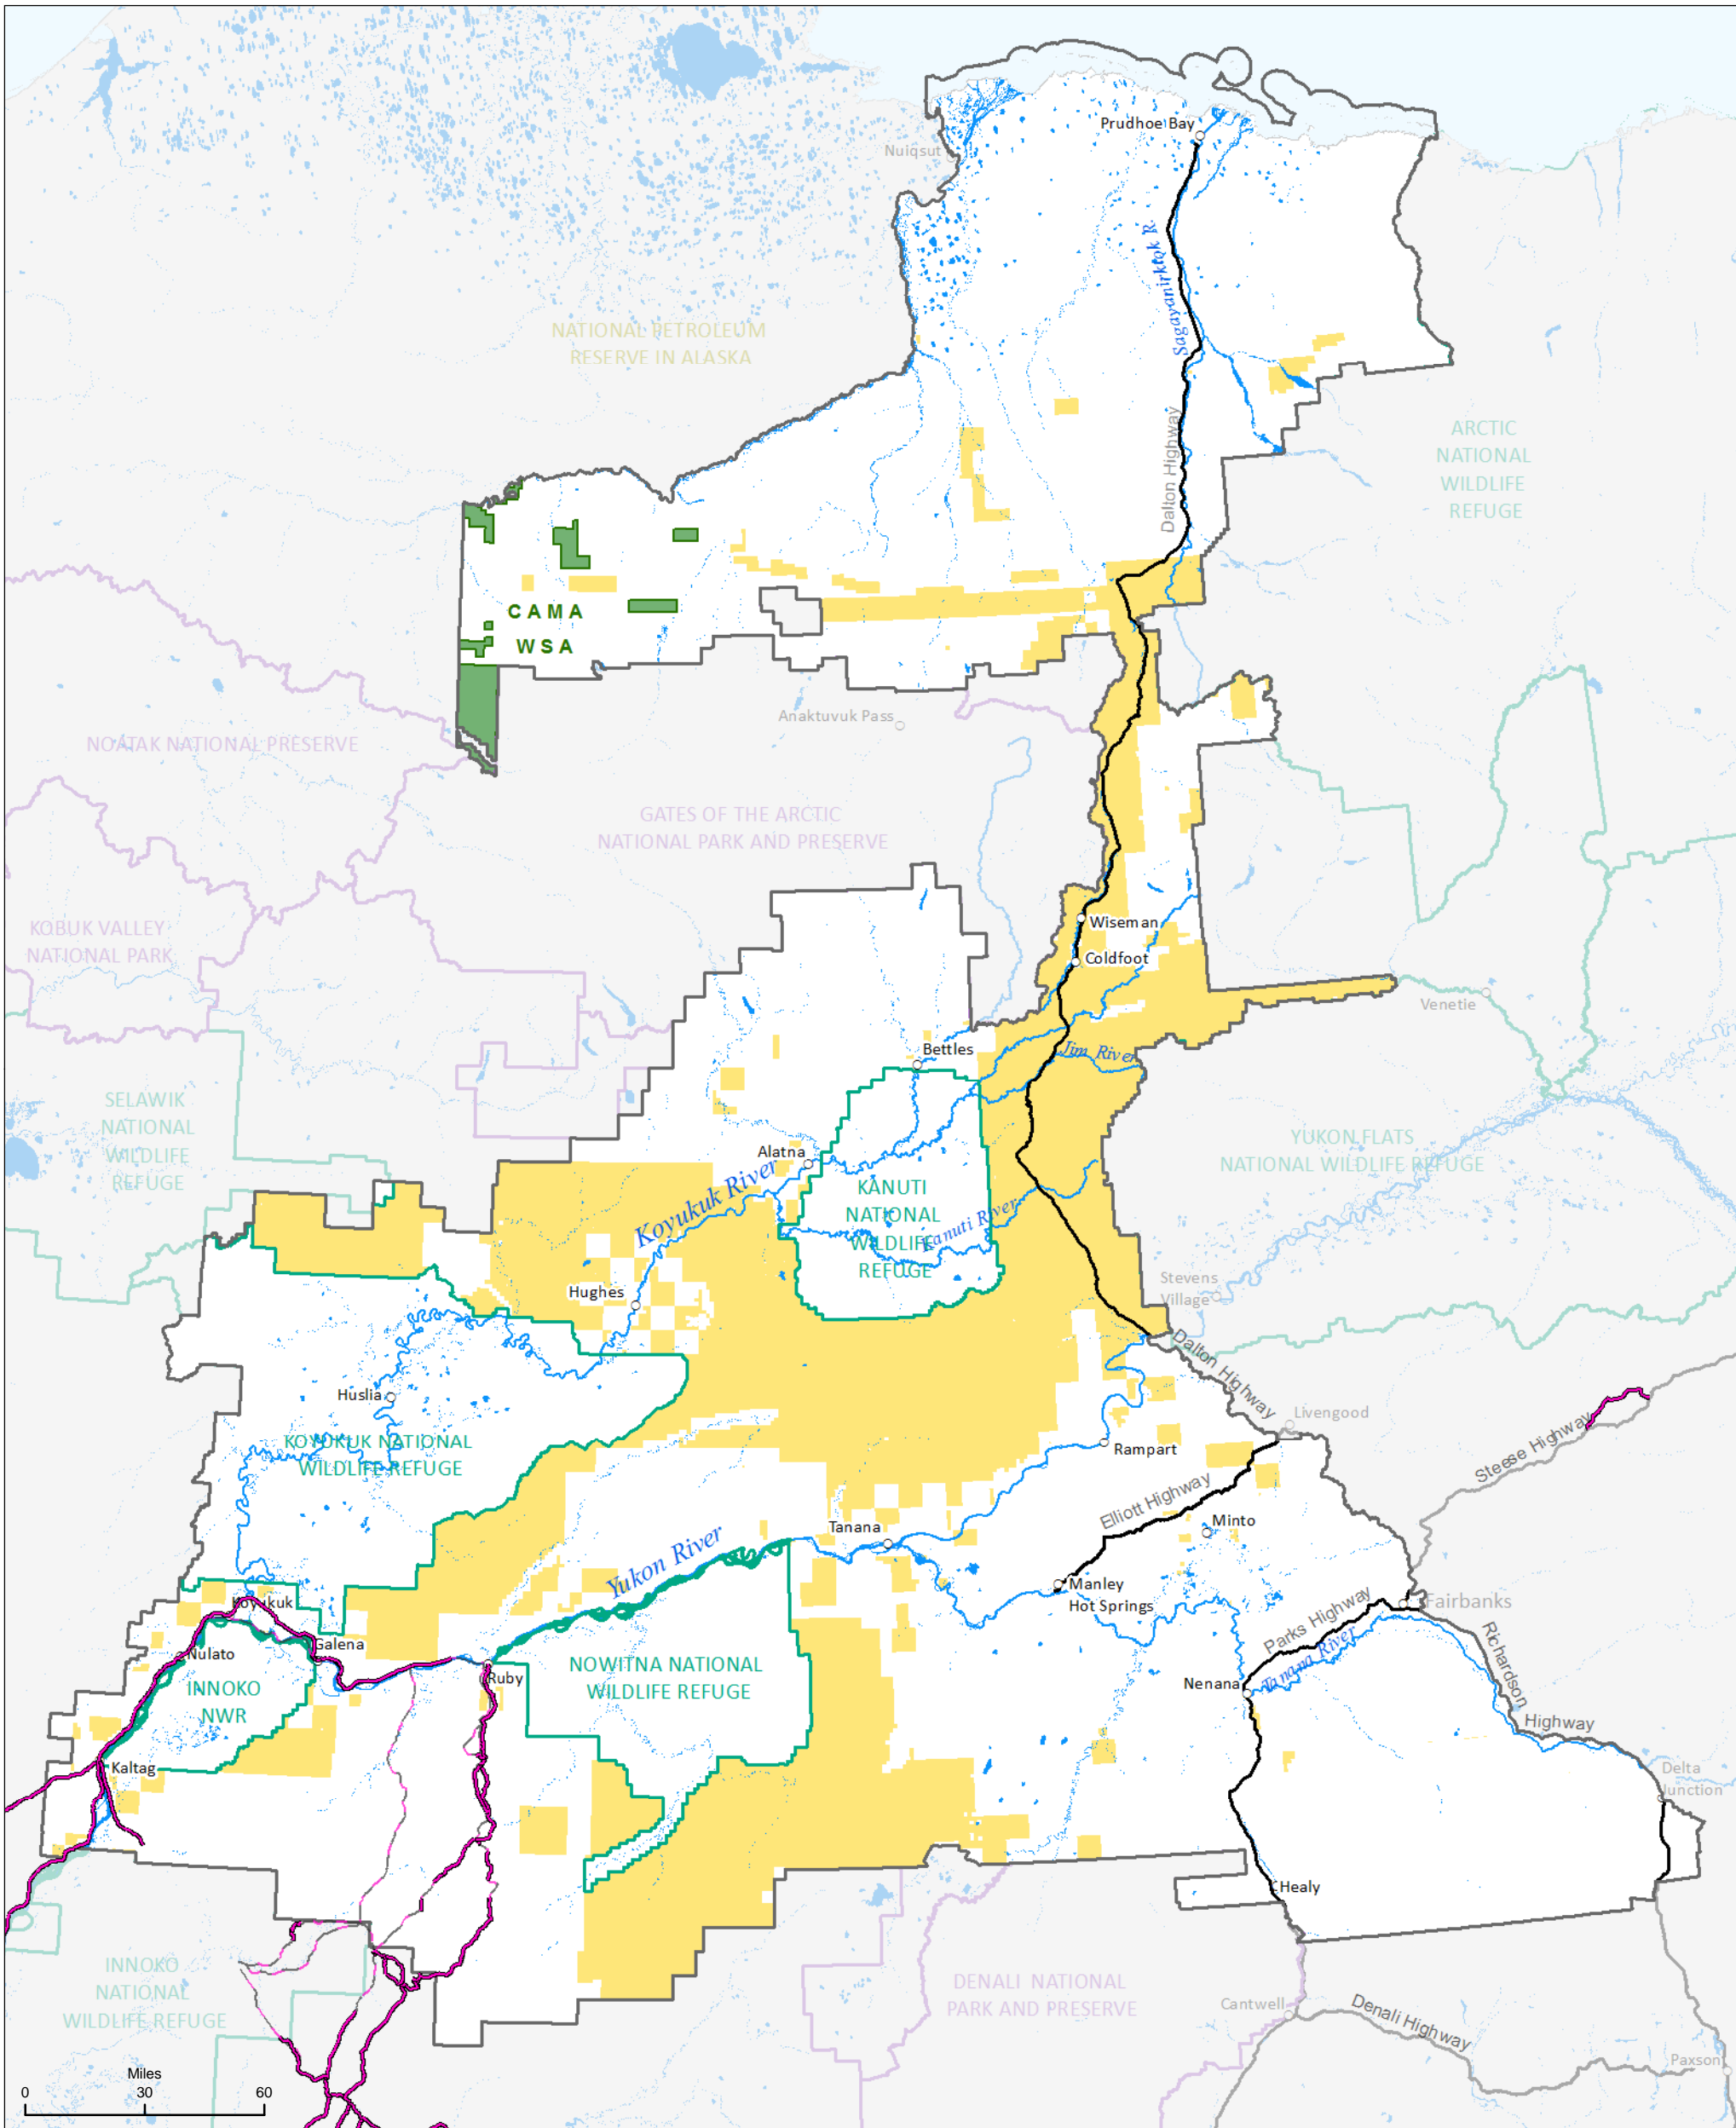 Prudhoe Bay
Nuiqsut
Sagavanirktok R.
NATIONAL PETROLEUM
RESERVE IN ALASKA
Dalton Highway
ARCTIC
NATIONAL
WILDLIFE
REFUGE
CAMA
WSA
Anaktuvuk Pass
NOATAK NATIONAL PRESERVE
GATES OF THE ARCTIC
NATIONAL PARK AND PRESERVE
KOBUK VALLEY
NATIONAL PARK
Wiseman
Coldfoot
Venetie
Bettles
Jim River
SELAWIK
NATIONAL
WILDLIFE
REFUGE
YUKON FLATS
NATIONAL WILDLIFE REFUGE
Alatna
Koyukuk River
KANUTI
NATIONAL
WILDLIFE
REFUGE
Kanuti River
Hughes
Stevens
Village
Dalton Highway
Huslia
Livengood
KOYUKUK NATIONAL
WILDLIFE REFUGE
Rampart
Steese Highway
Elliott Highway
Tanana
Minto
Yukon River
Manley
Hot Springs
Koyukuk
Fairbanks
Parks Highway
Tanana River
Richardson
Highway
Nulato
Galena
Ruby
NOWITNA NATIONAL
WILDLIFE REFUGE
Nenana
INNOKO
NWR
Kaltag
Delta
Junction
Healy
INNOKO
NATIONAL
WILDLIFE REFUGE
DENALI NATIONAL
PARK AND PRESERVE
Cantwell
Denali Highway
Paxson
Miles
0 30 60